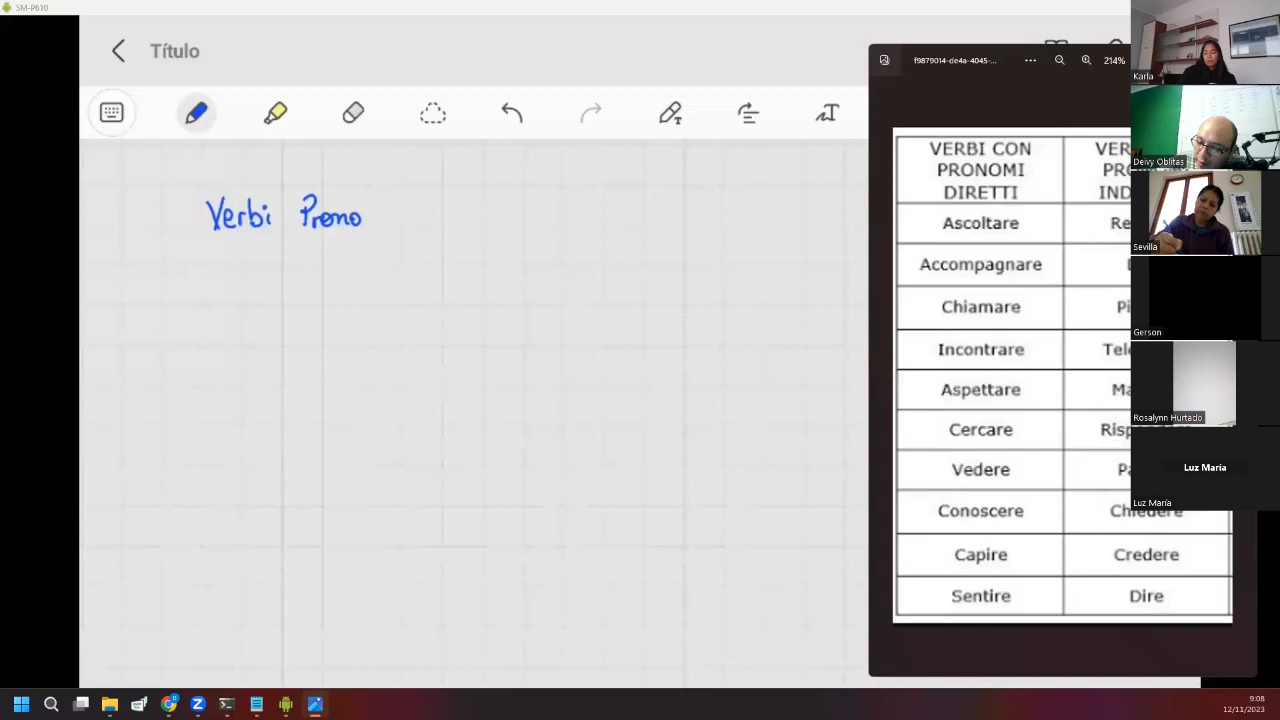 SM-P610
Título
f9879014-de4a-4045-...
214%
Verbi Prono
VERBI CON
PRONOMI
DIRETTI
Ascoltare
Accompagnare
Chiamare
Incontrare
Aspettare
Cercare
Vedere
Conoscere
Chiedere
Capire
Credere
Sentire
Dire
Karla
Deivy Oblitas
Sevilla
Gerson
Rosalynn Hurtado
Luz Maria
Luz María
9:08
12/11/2023